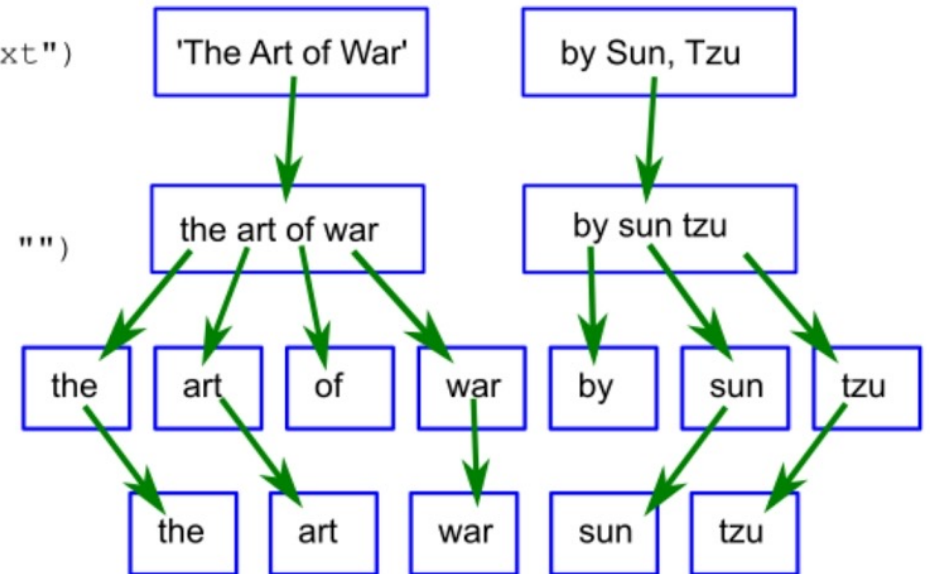 xt") 'The Art of War' by Sun, Tzu
"") the art of war by sun tzu
the art of war by sun tzu
the art war sun tzu